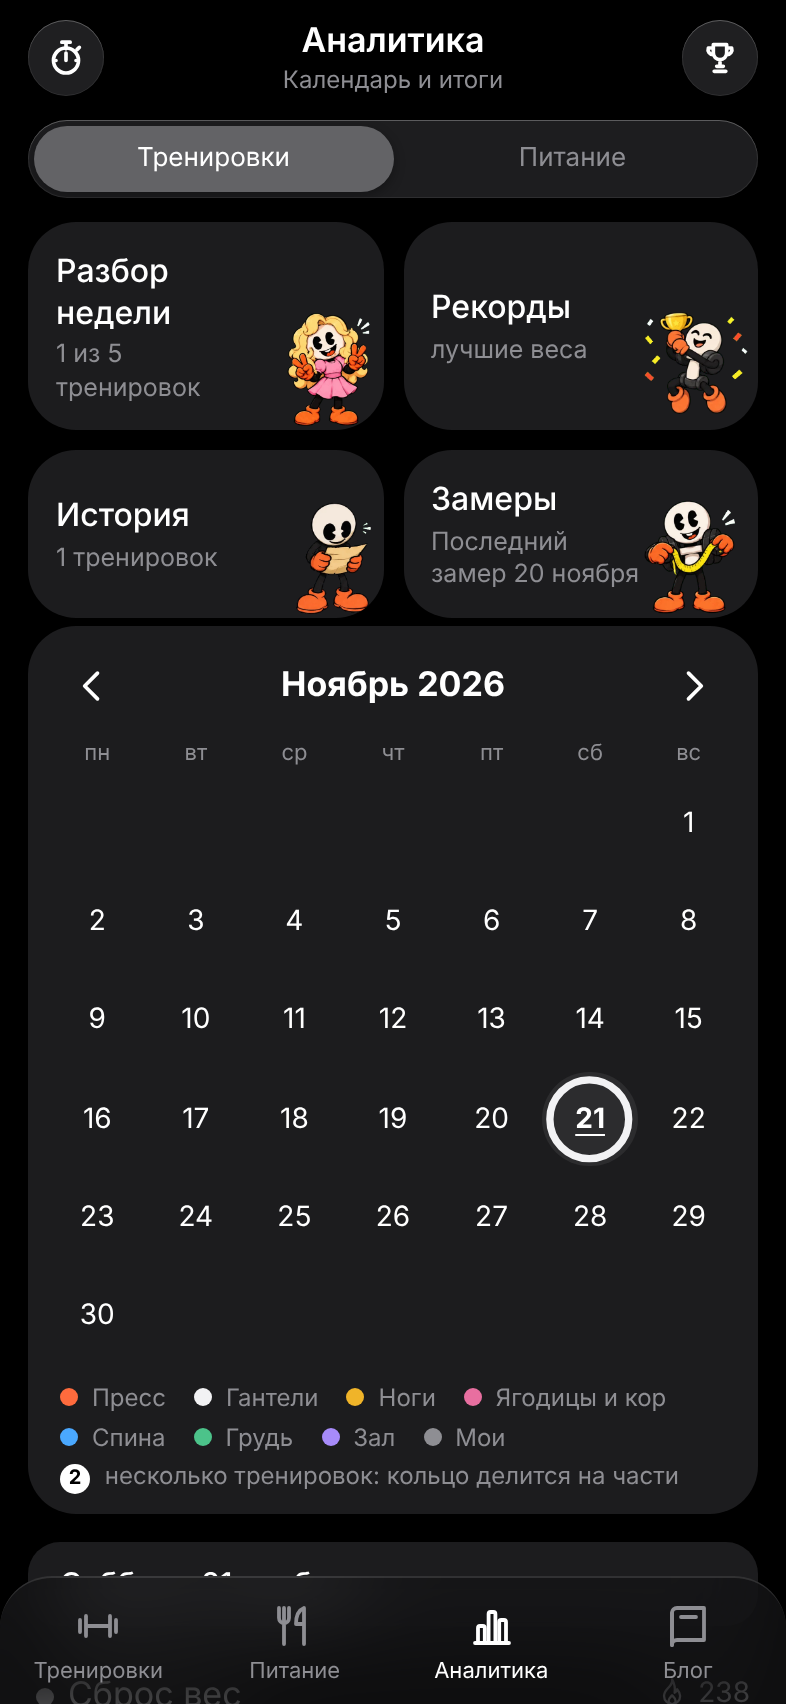 Аналитика
Календарь и итоги
Тренировки
Питание
Разбор
недели
1 из 5
тренировок
Рекорды
лучшие веса
История
1 тренировок
Замеры
Последний
замер 20 ноября
Ноябрь 2026
пн вт ср чт пт сб вс
1
2 3 4 5 6 7 8
9 10 11 12 13 14 15
16 17 18 19 20 21 22
23 24 25 26 27 28 29
30
Пресс Гантели Ноги Ягодицы и кор
Спина Грудь Зал Мои
2 несколько тренировок: кольцо делится на части
Тренировки Питание Аналитика Блог
Сброс вес 238